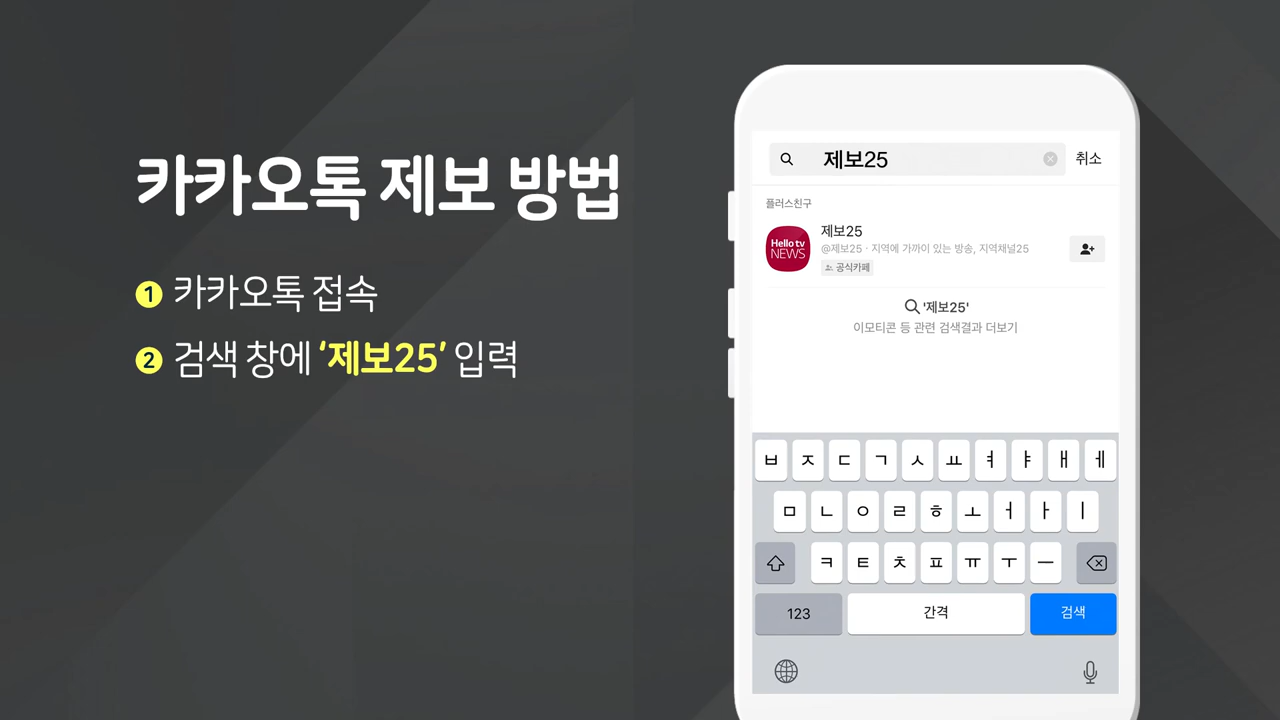 카카오톡 제보 방법
1 카카오톡 접속
2 검색 창에 ‘제보25’ 입력
제보25 취소
플러스친구
Hello tv
NEWS
제보25
@제보25 · 지역에 가까이 있는 방송, 지역채널25
공식카페
'제보25'
이모티콘 등 관련 검색결과 더보기
ㅂ ㅈ ㄷ ㄱ ㅅ ㅛ ㅕ ㅑ ㅐ ㅔ
ㅁ ㄴ ㅇ ㄹ ㅎ ㅗ ㅓ ㅏ ㅣ
ㅋ ㅌ ㅊ ㅍ ㅠ ㅜ ㅡ
123 간격 검색